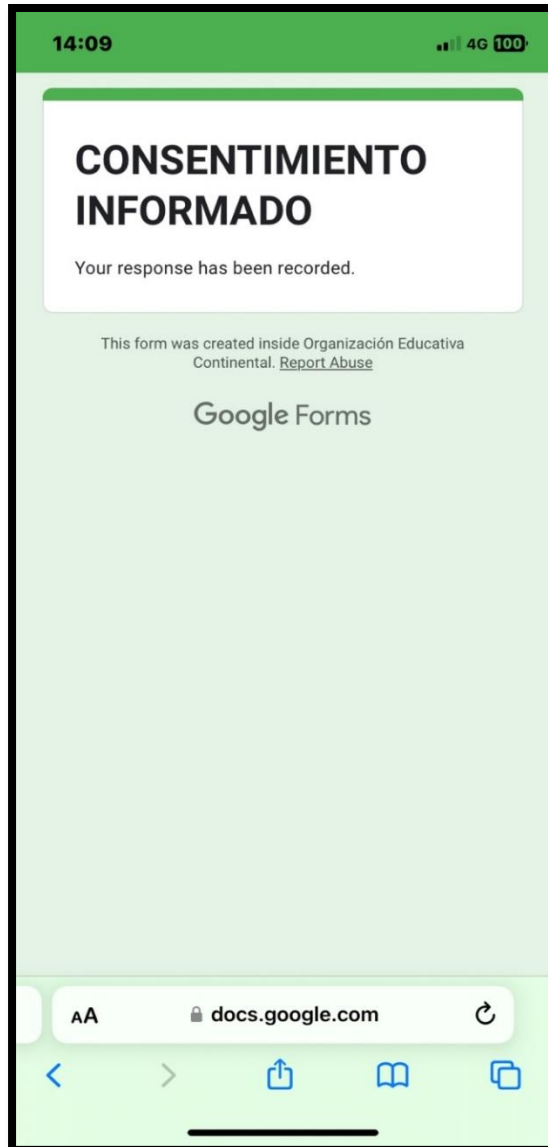 14:09
4G 100
CONSENTIMIENTO
INFORMADO
Your response has been recorded.
This form was created inside Organización Educativa
Continental. Report Abuse
Google Forms
AA docs.google.com